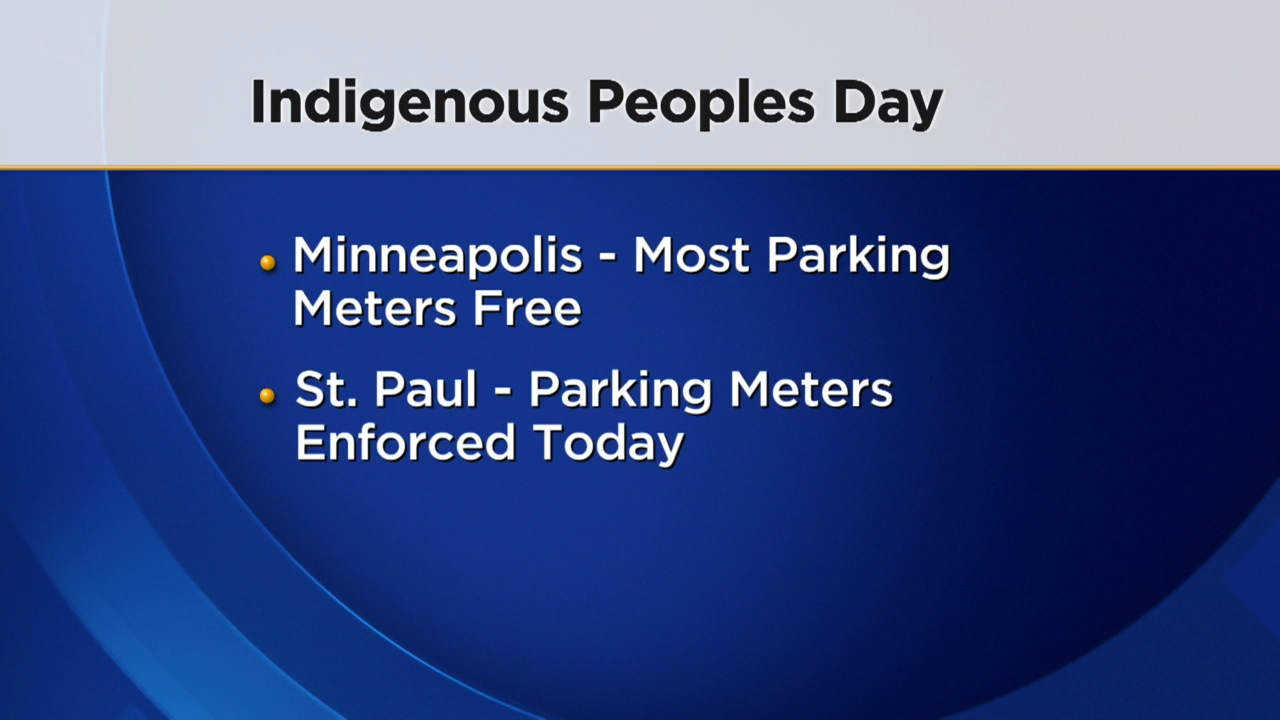 Indigenous Peoples Day
Minneapolis - Most Parking
Meters Free
St. Paul - Parking Meters
Enforced Today